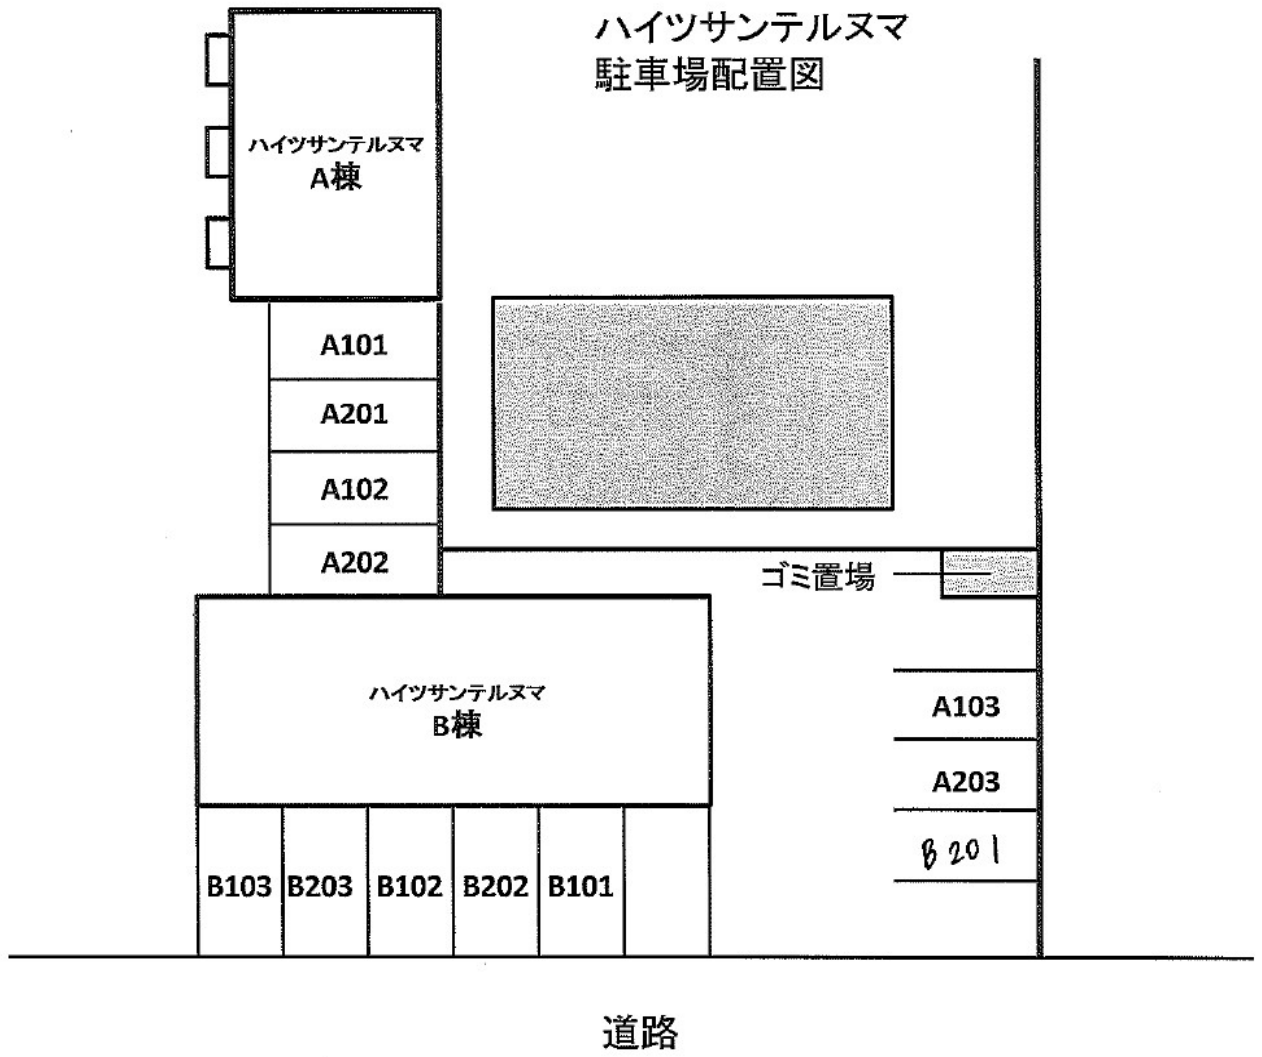 ハイツサンテルヌマ
駐車場配置図
ハイツサンテルヌマ
A棟
A101
A201
A102
A202
ゴミ置場
ハイツサンテルヌマ
B棟
A103
A203
B201
B103
B203
B102
B202
B101
道路